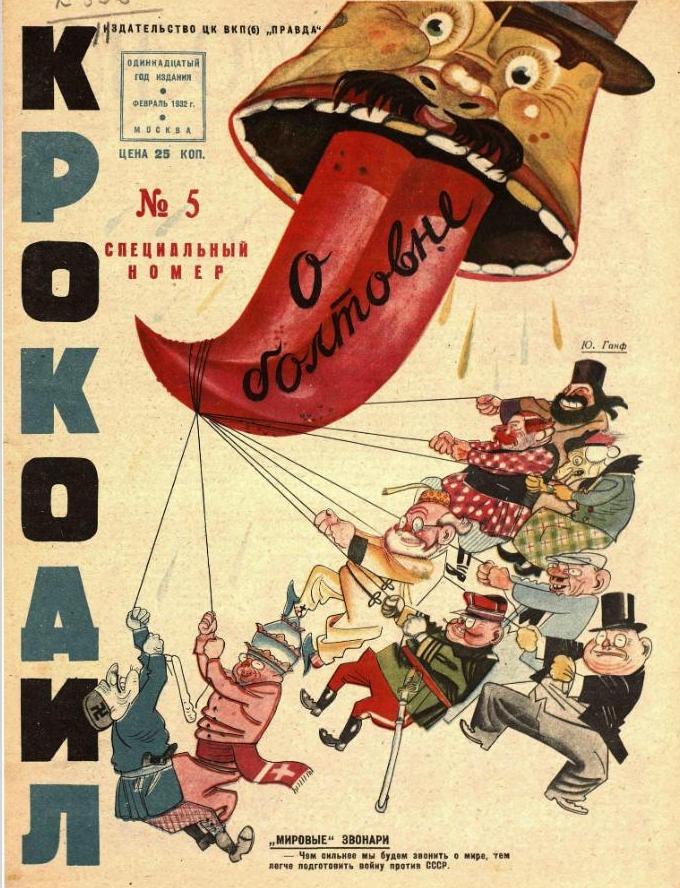 ИЗДАТЕЛЬСТВО ЦК ВКП(б) „ПРАВДА“
КРОКОДИЛ
ОДИННАДЦАТЫЙ
ГОД ИЗДАНИЯ
ФЕВРАЛЬ 1932 г.
МОСКВА
ЦЕНА 25 КОП.
№ 5
СПЕЦИАЛЬНЫЙ
НОМЕР
О
болтовне
Ю. Ганф
„МИРОВЫЕ“ ЗВОНАРИ
— Чем сильнее мы будем звонить о мире, тем
легче подготовить войну против СССР.